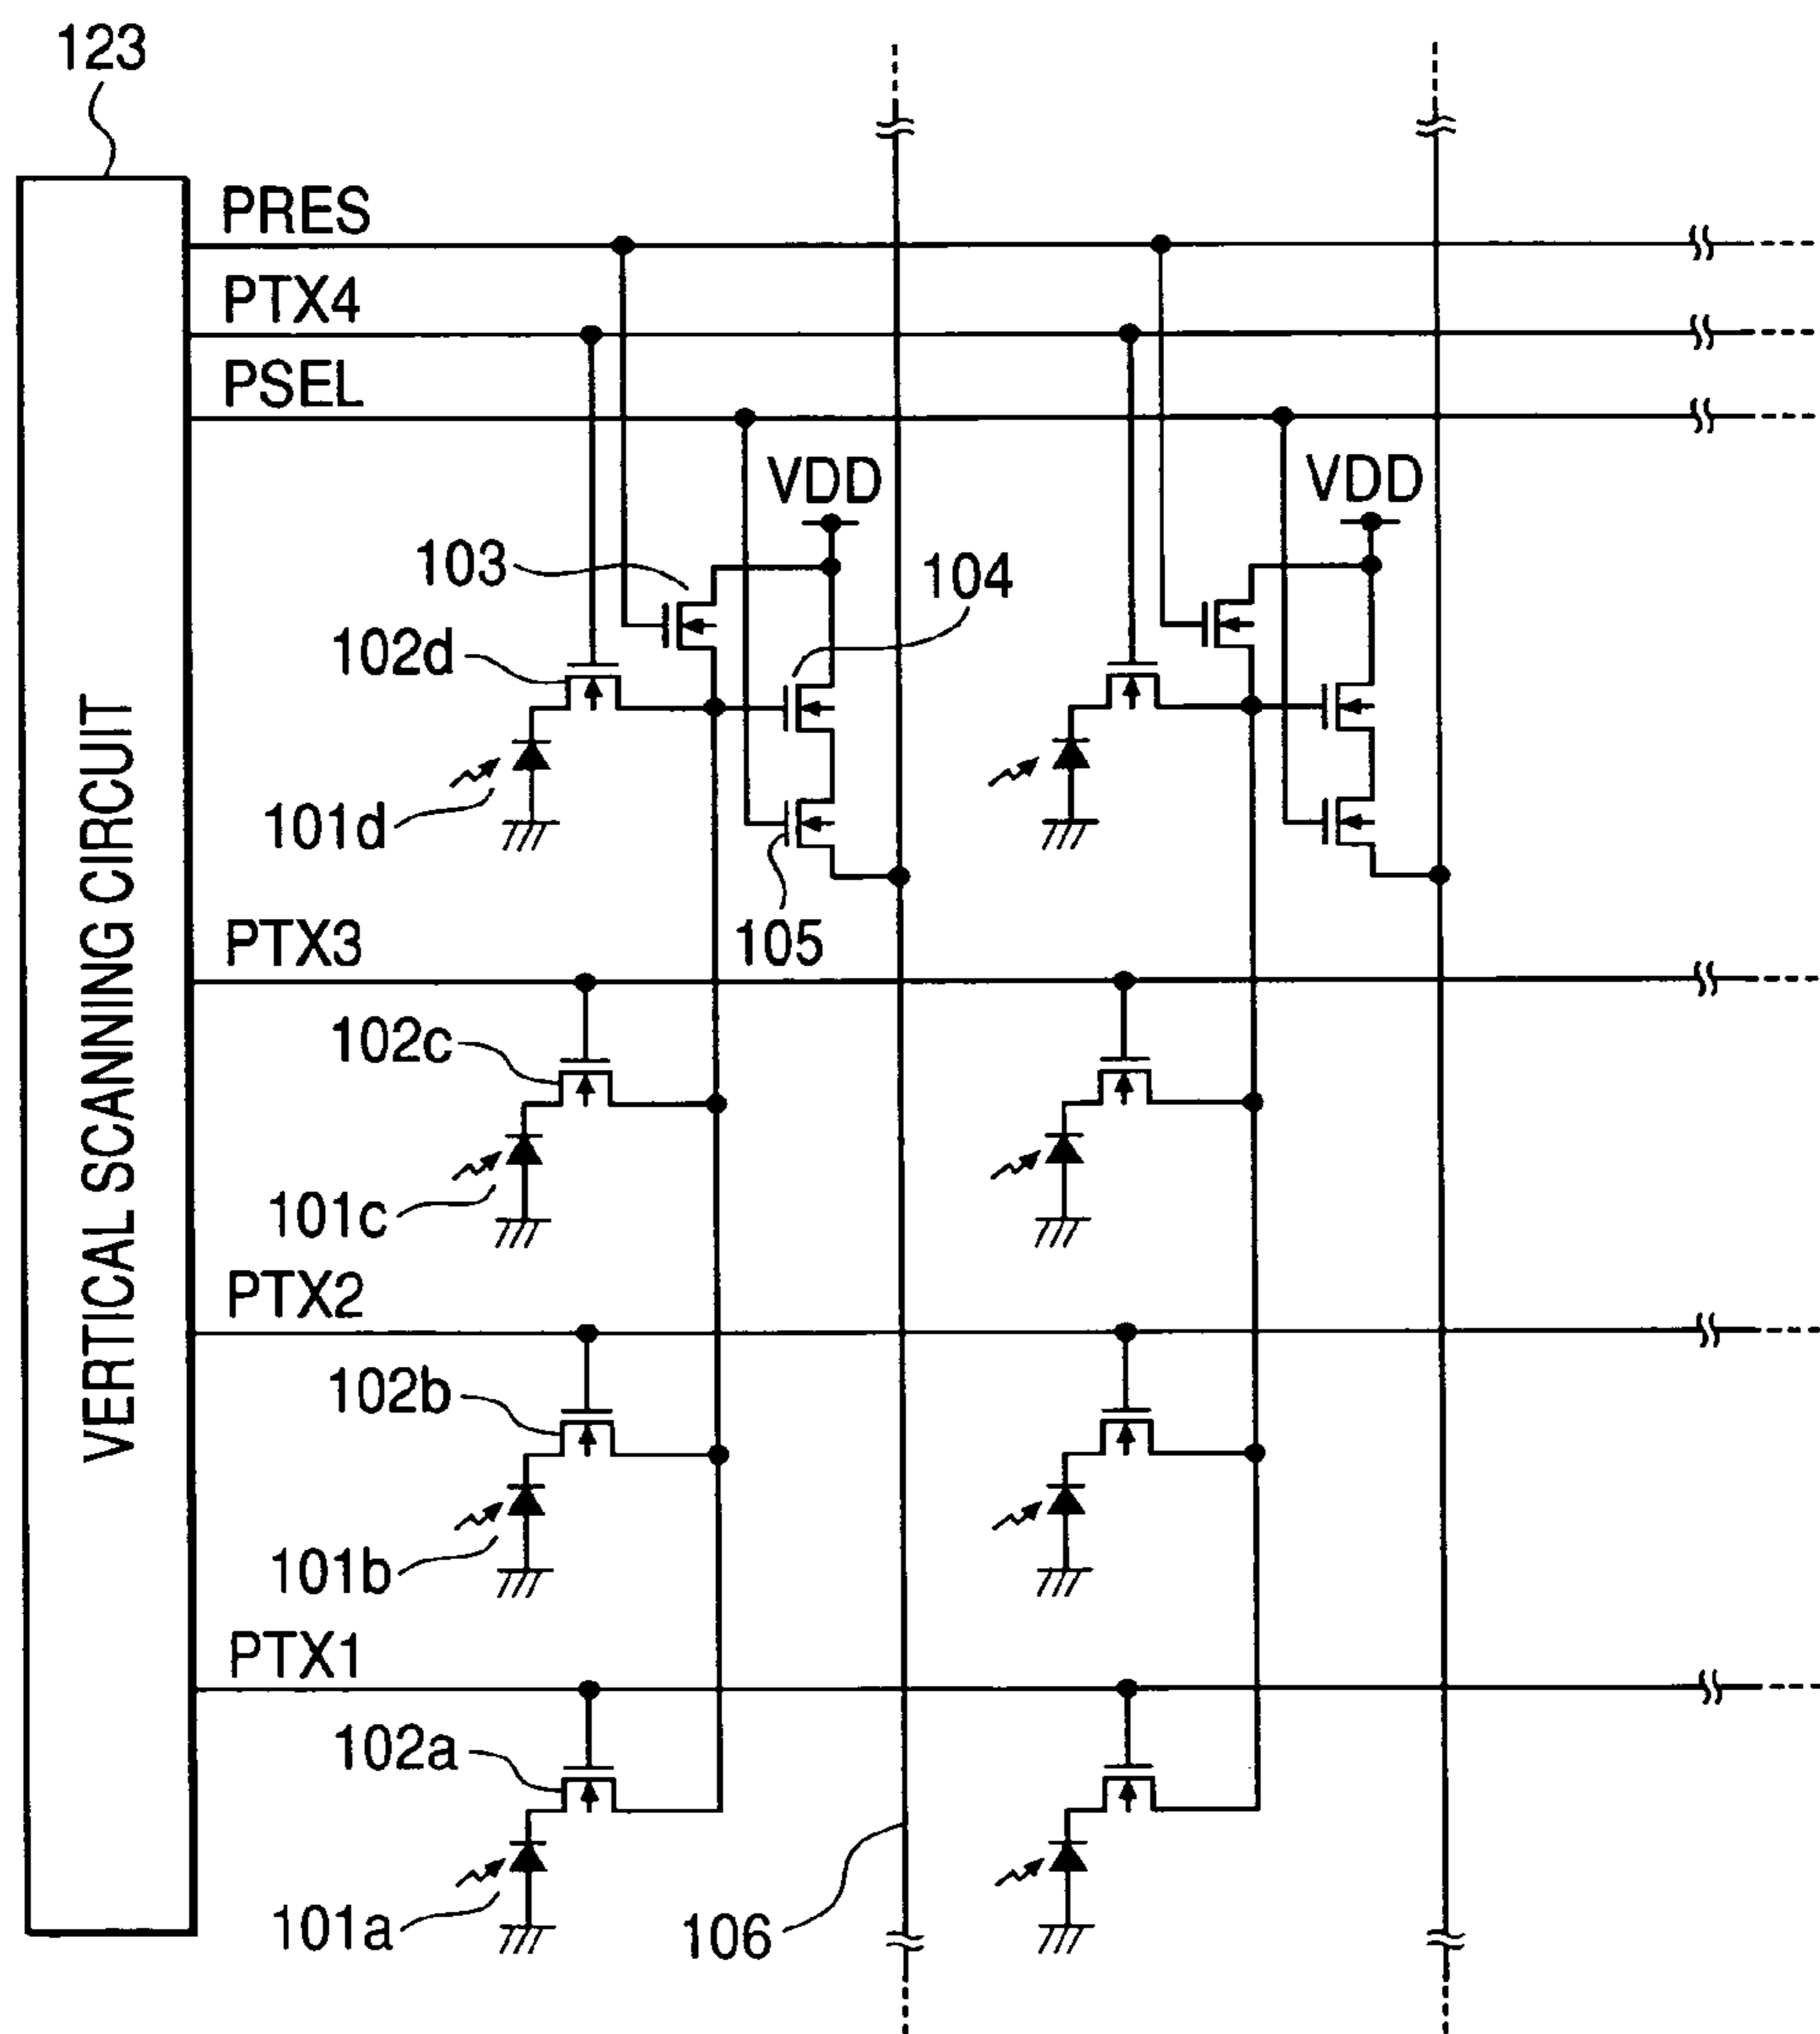 123
PRES
PTX4
PSEL
VDD
VDD
103
104
102d
101d
105
VERTICAL SCANNING CIRCUIT
PTX3
102c
101c
PTX2
102b
101b
PTX1
102a
101a
106